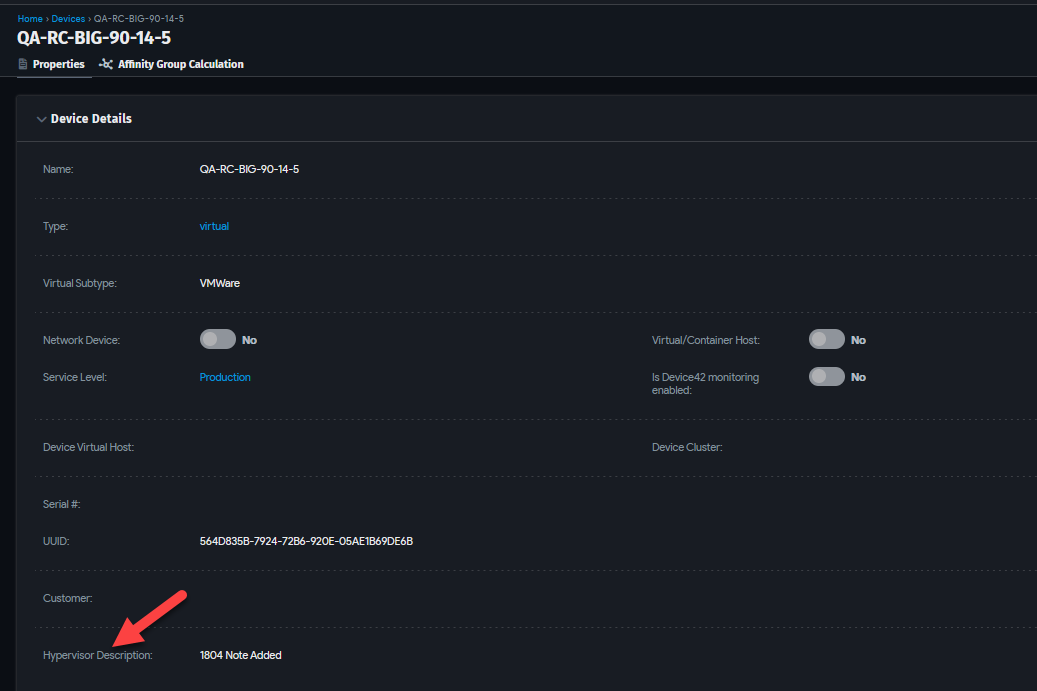 Home › Devices › QA-RC-BIG-90-14-5
QA-RC-BIG-90-14-5
Properties Affinity Group Calculation
Device Details
Name: QA-RC-BIG-90-14-5
Type: virtual
Virtual Subtype: VMWare
Network Device: No Virtual/Container Host: No
Service Level: Production Is Device42 monitoring
enabled: No
Device Virtual Host: Device Cluster:
Serial #:
UUID: 564D835B-7924-72B6-920E-05AE1B69DE6B
Customer:
Hypervisor Description: 1804 Note Added